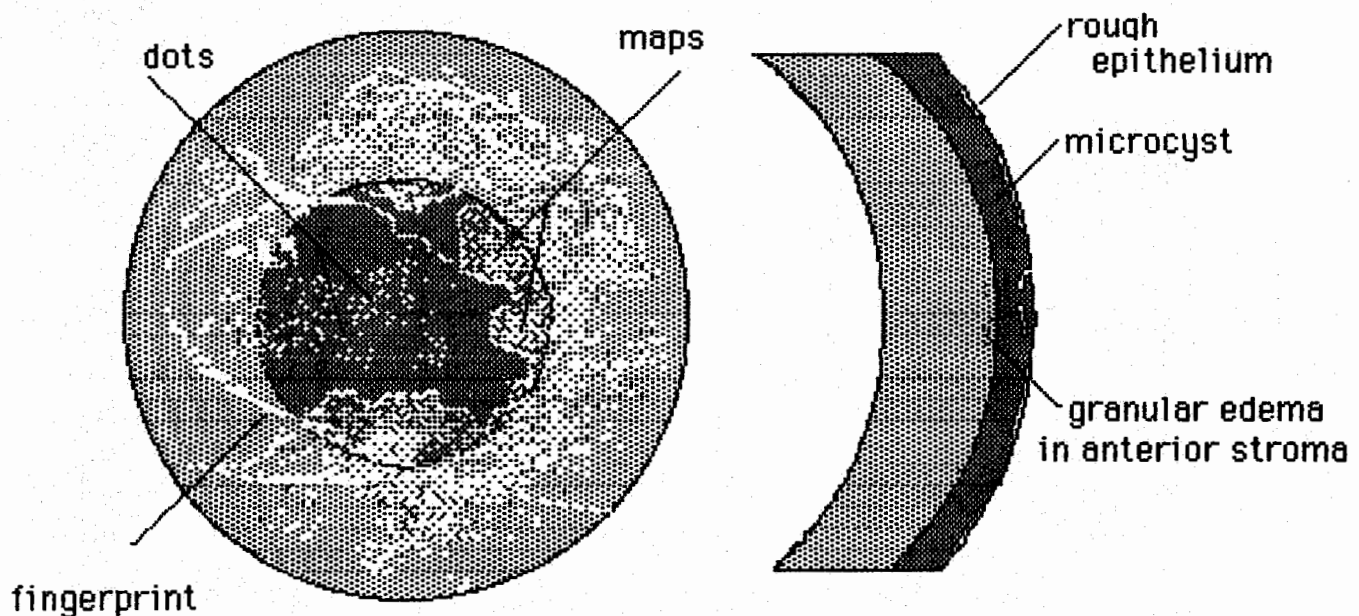 dots
maps
rough
epithelium
microcyst
granular edema
in anterior stroma
fingerprint